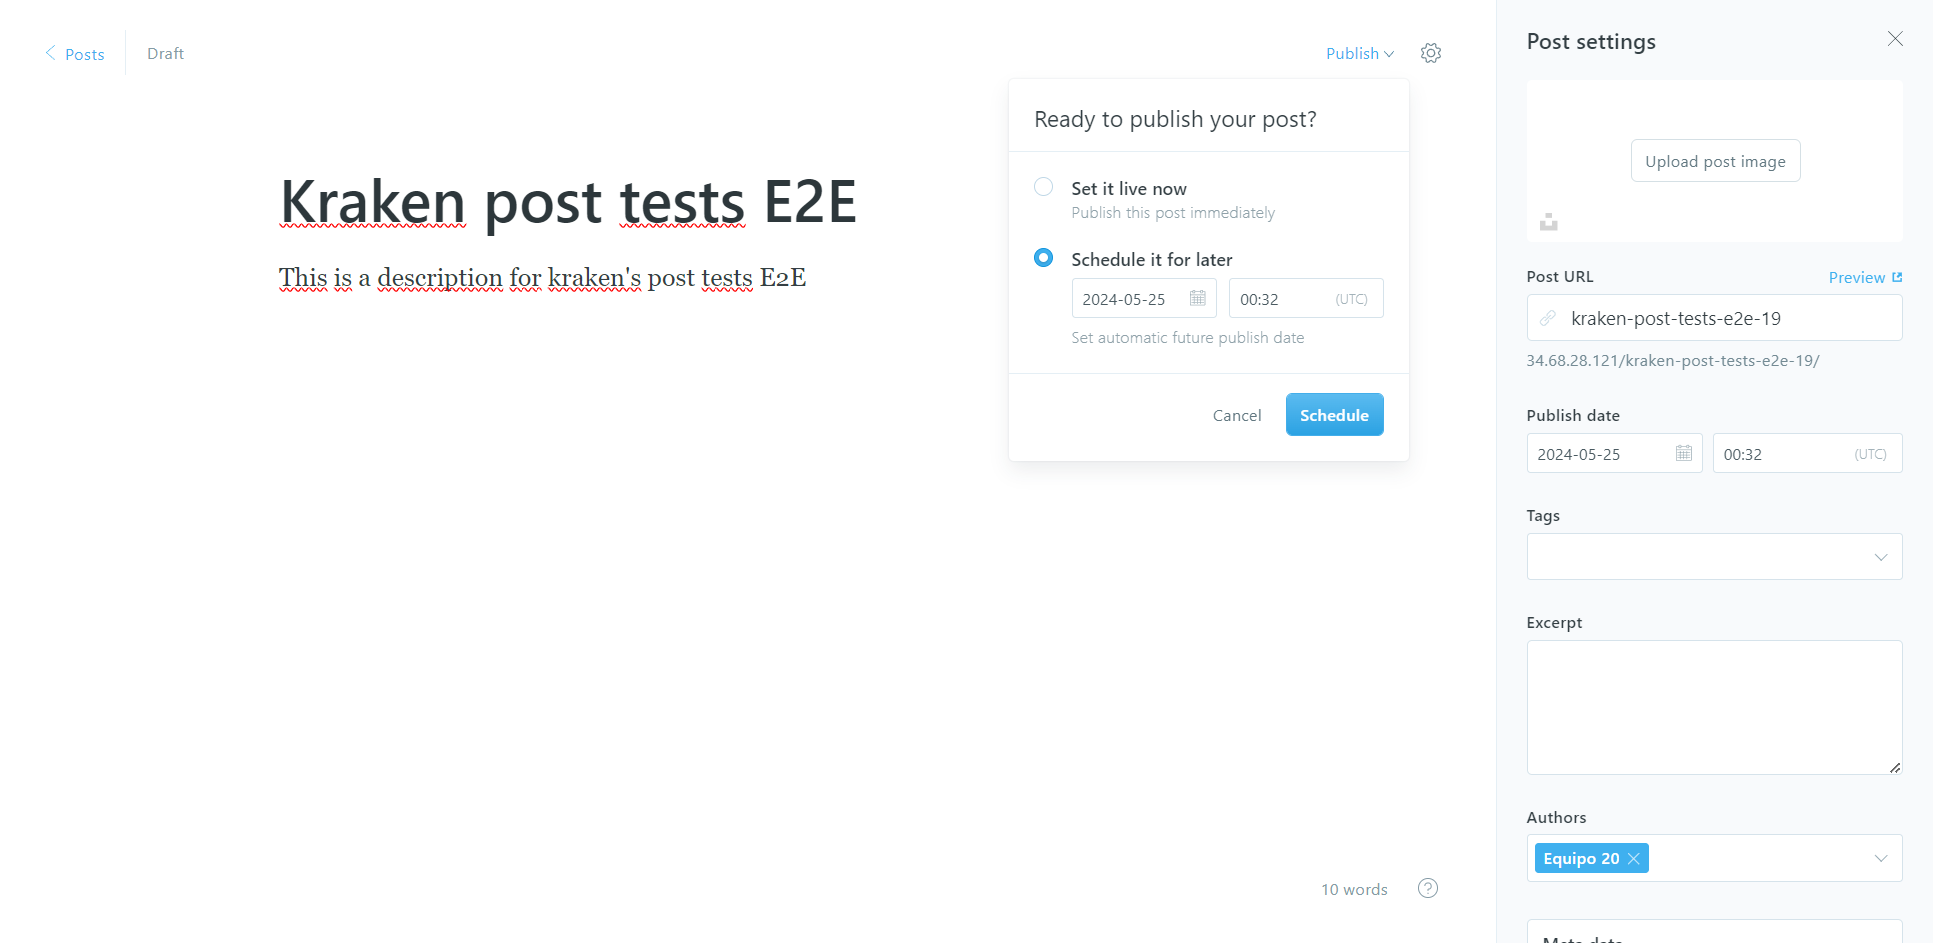 Posts
Draft
Publish
Ready to publish your post?
Set it live now
Publish this post immediately
Schedule it for later
2024-05-25
00:32 (UTC)
Set automatic future publish date
Cancel
Schedule
Kraken post tests E2E
This is a description for kraken's post tests E2E
10 words
?
Post settings
Upload post image
Post URL
Preview
kraken-post-tests-e2e-19
34.68.28.121/kraken-post-tests-e2e-19/
Publish date
2024-05-25
00:32 (UTC)
Tags
Excerpt
Authors
Equipo 20
Meta data